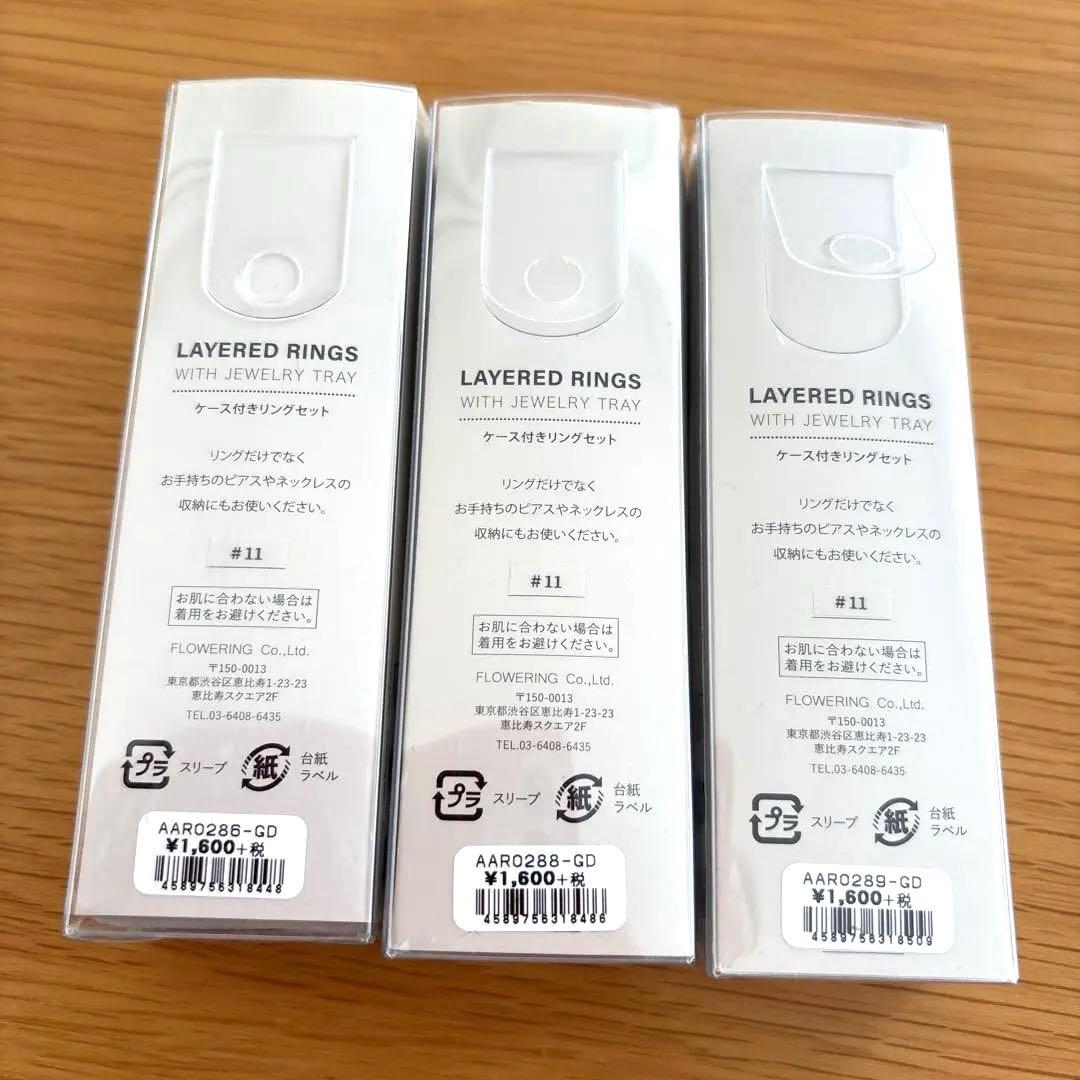 LAYERED RINGS
WITH JEWELRY TRAY
ケース付きリングセット
リングだけでなく
お手持ちのピアスやネックレスの
収納にもお使いください。
#11
お肌に合わない場合は
着用をお避けください。
FLOWERING Co.,Ltd.
〒150-0013
東京都渋谷区恵比寿1-23-23
恵比寿スクエア2F
TEL.03-6408-6435
プラ スリーブ 紙 台紙
ラベル
AAR0286-GD
¥1,600+税
4589756318448
LAYERED RINGS
WITH JEWELRY TRAY
ケース付きリングセット
リングだけでなく
お手持ちのピアスやネックレスの
収納にもお使いください。
#11
お肌に合わない場合は
着用をお避けください。
FLOWERING Co.,Ltd.
〒150-0013
東京都渋谷区恵比寿1-23-23
恵比寿スクエア2F
TEL.03-6408-6435
プラ スリーブ 紙 台紙
ラベル
AAR0288-GD
¥1,600+税
4589756318486
LAYERED RINGS
WITH JEWELRY TRAY
ケース付きリングセット
リングだけでなく
お手持ちのピアスやネックレスの
収納にもお使いください。
#11
お肌に合わない場合は
着用をお避けください。
FLOWERING Co.,Ltd.
〒150-0013
東京都渋谷区恵比寿1-23-23
恵比寿スクエア2F
TEL.03-6408-6435
プラ スリーブ 紙 台紙
ラベル
AAR0289-GD
¥1,600+税
4589756318509